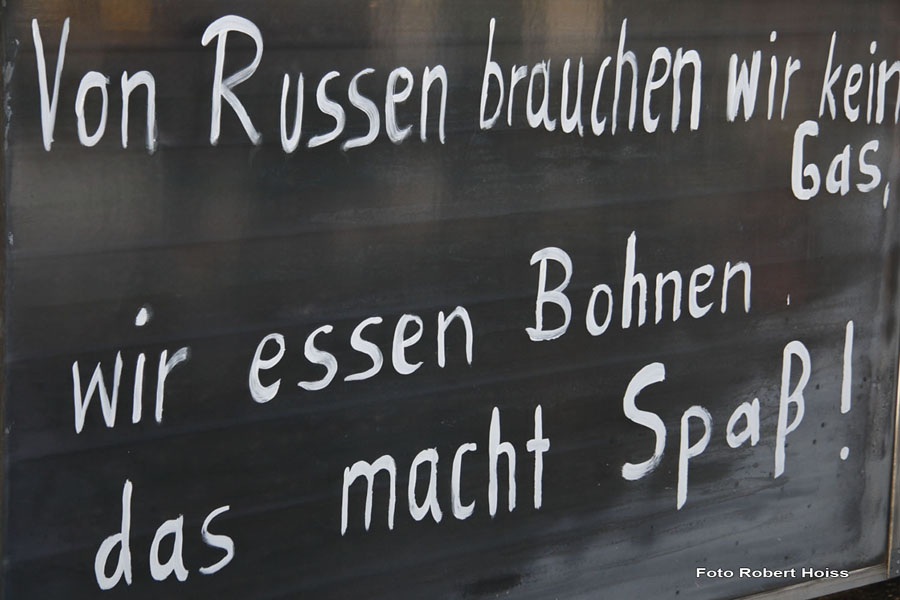 Von Russen brauchen wir kein
Gas,
wir essen Bohnen.
das macht Spaß!
Foto Robert Hoiss